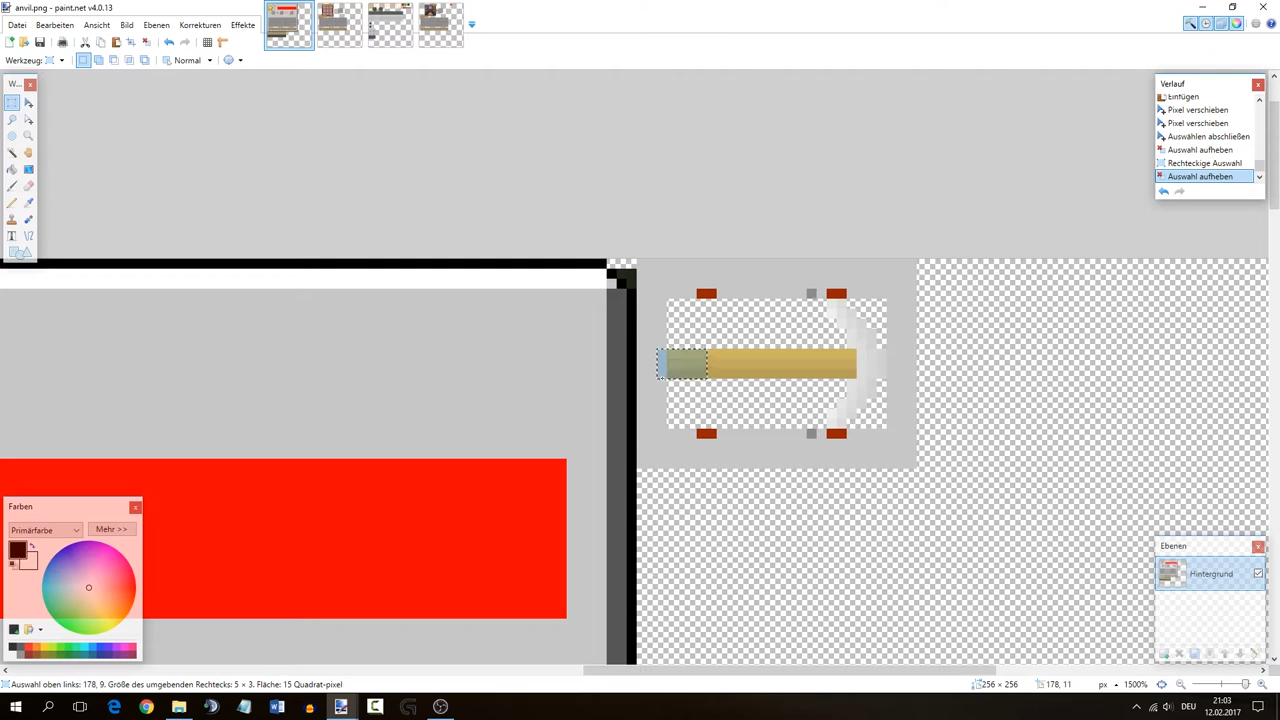 anvil.png - paint.net v4.0.13
Datei Bearbeiten Ansicht Bild Ebenen Korrekturen Effekte
Werkzeug: Normal
W...
Verlauf
Einfügen
Pixel verschieben
Pixel verschieben
Auswählen abschließen
Auswahl aufheben
Rechteckige Auswahl
Auswahl aufheben
Farben
Primärfarbe Mehr >>
Ebenen
Hintergrund
Auswahl oben links: 178, 9. Größe des umgebenden Rechtecks: 5 × 3. Fläche: 15 Quadrat-pixel 256 × 256 178, 11 px 1500%
DEU 21:03
12.02.2017